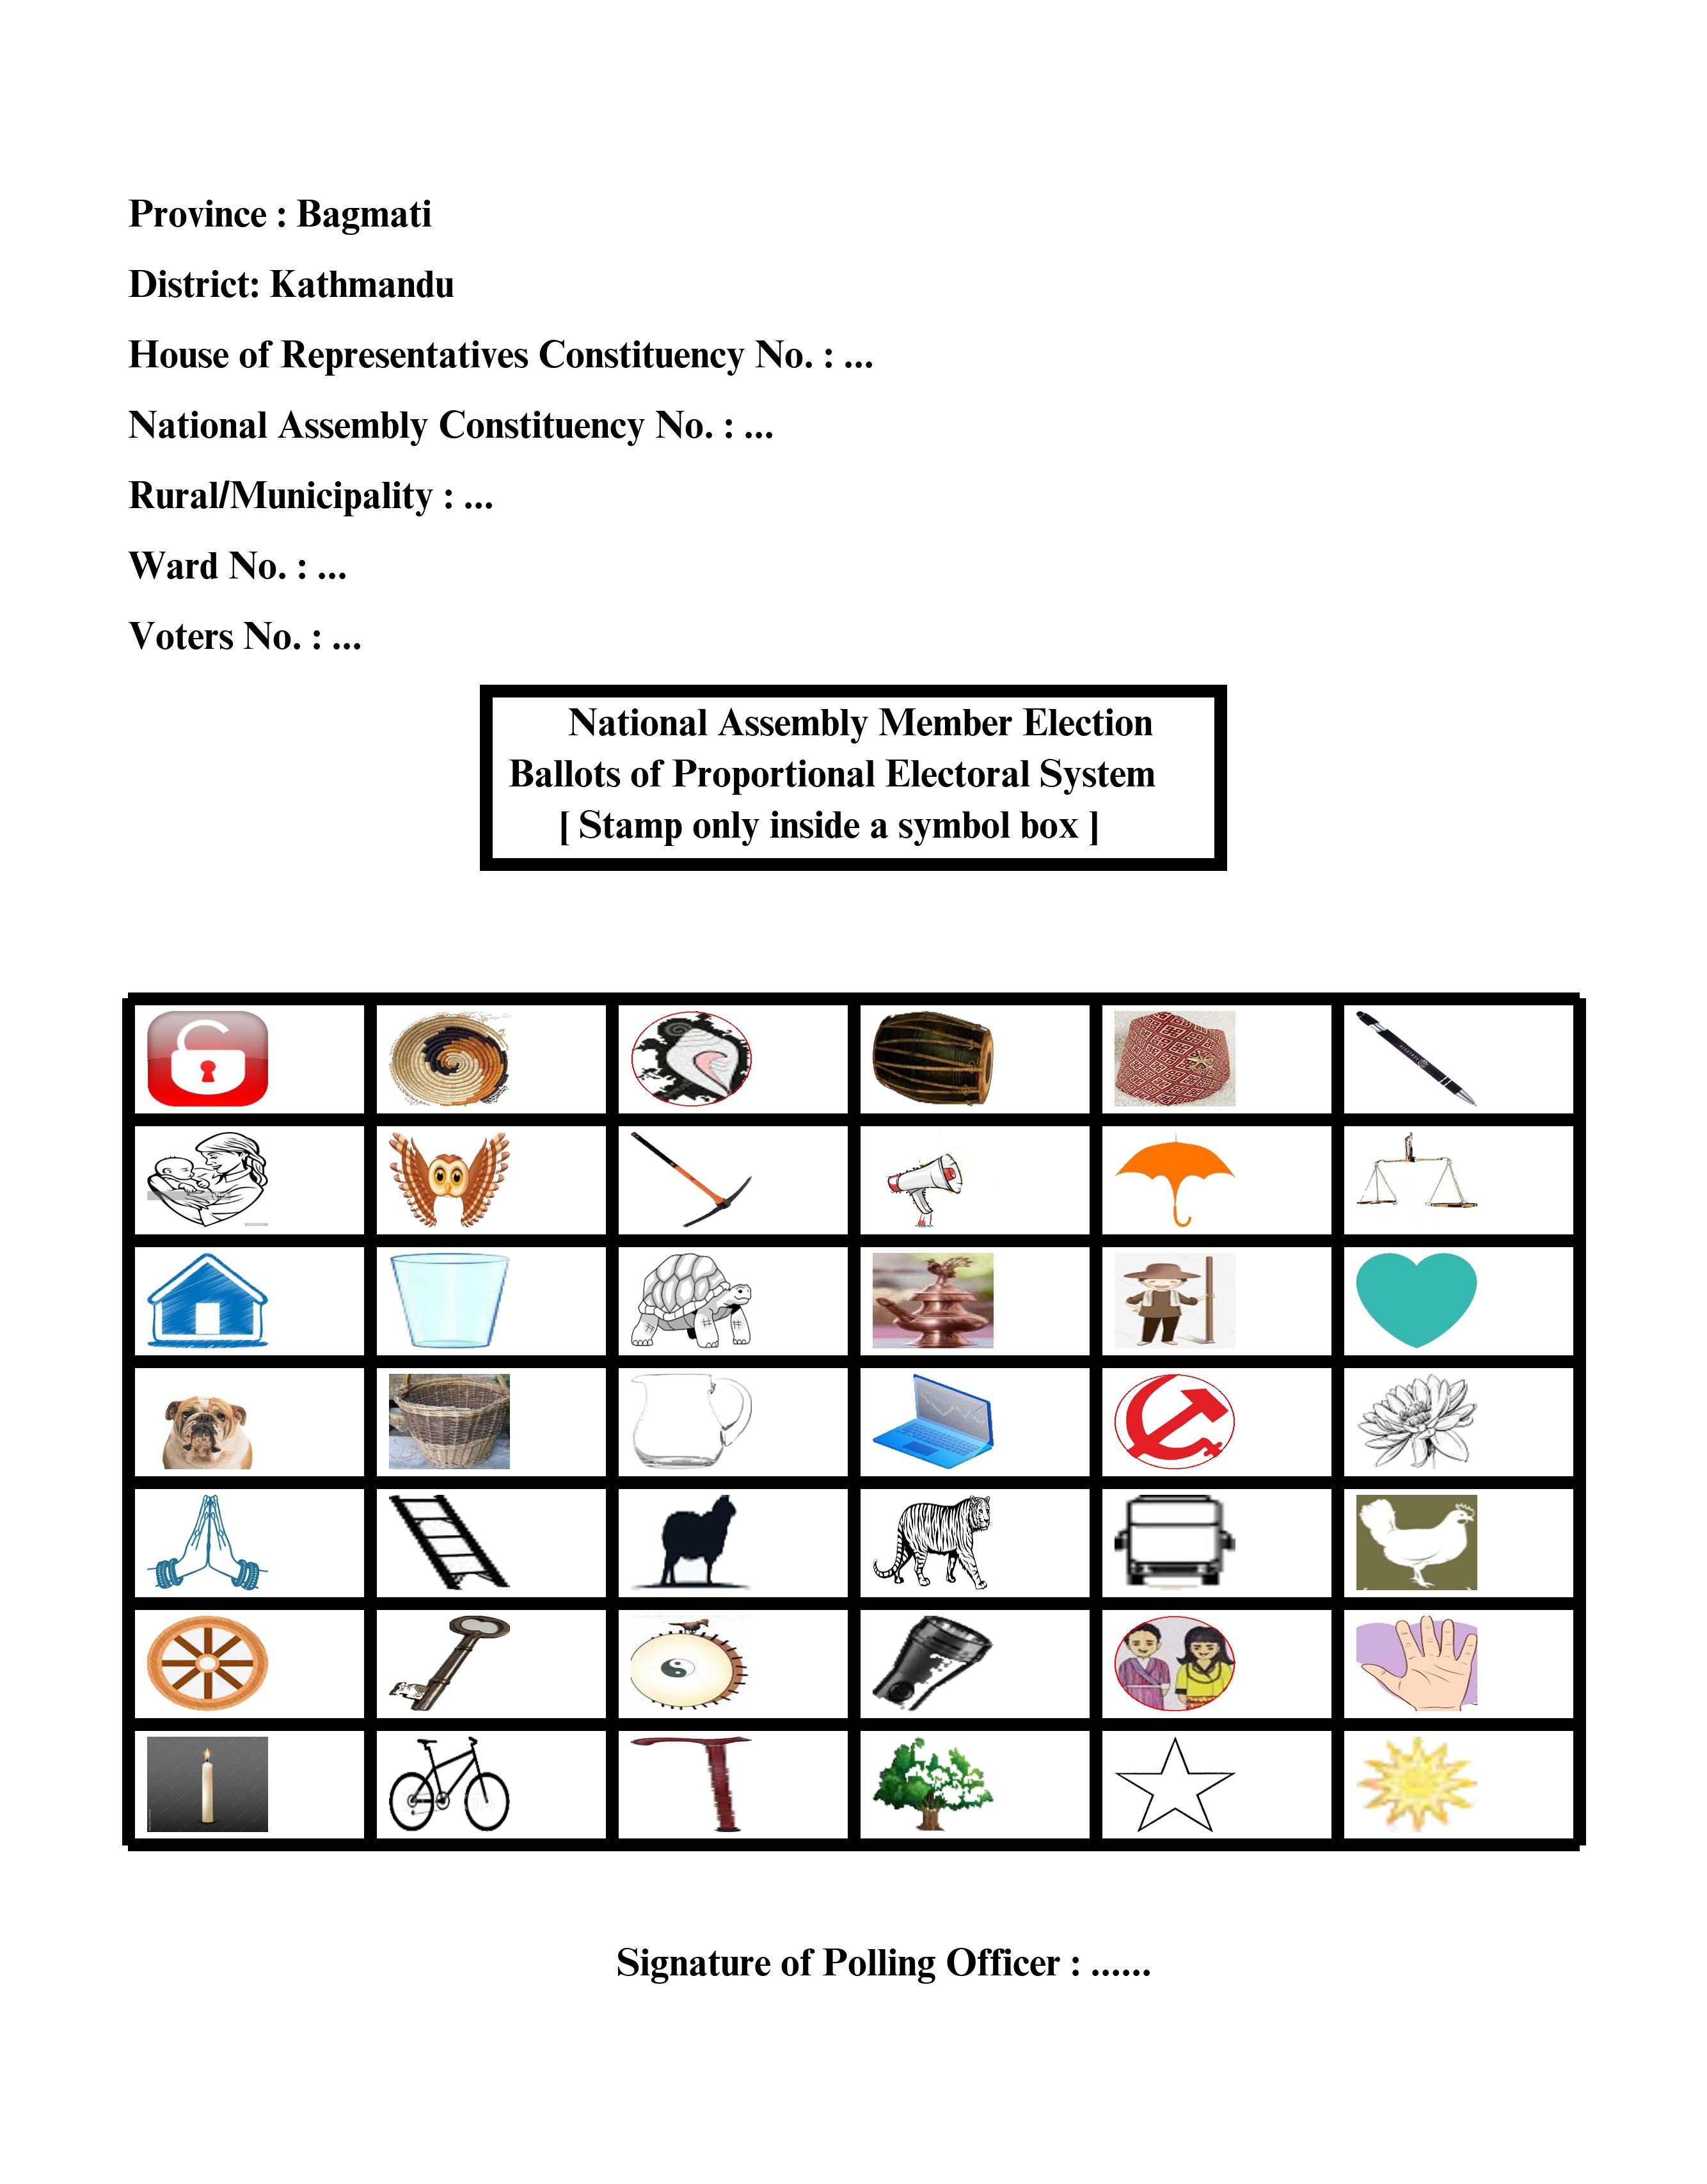 Province : Bagmati
District: Kathmandu
House of Representatives Constituency No. : ...
National Assembly Constituency No. : ...
Rural/Municipality : ...
Ward No. : ...
Voters No. : ...
National Assembly Member Election
Ballots of Proportional Electoral System
[ Stamp only inside a symbol box ]
Signature of Polling Officer : ......